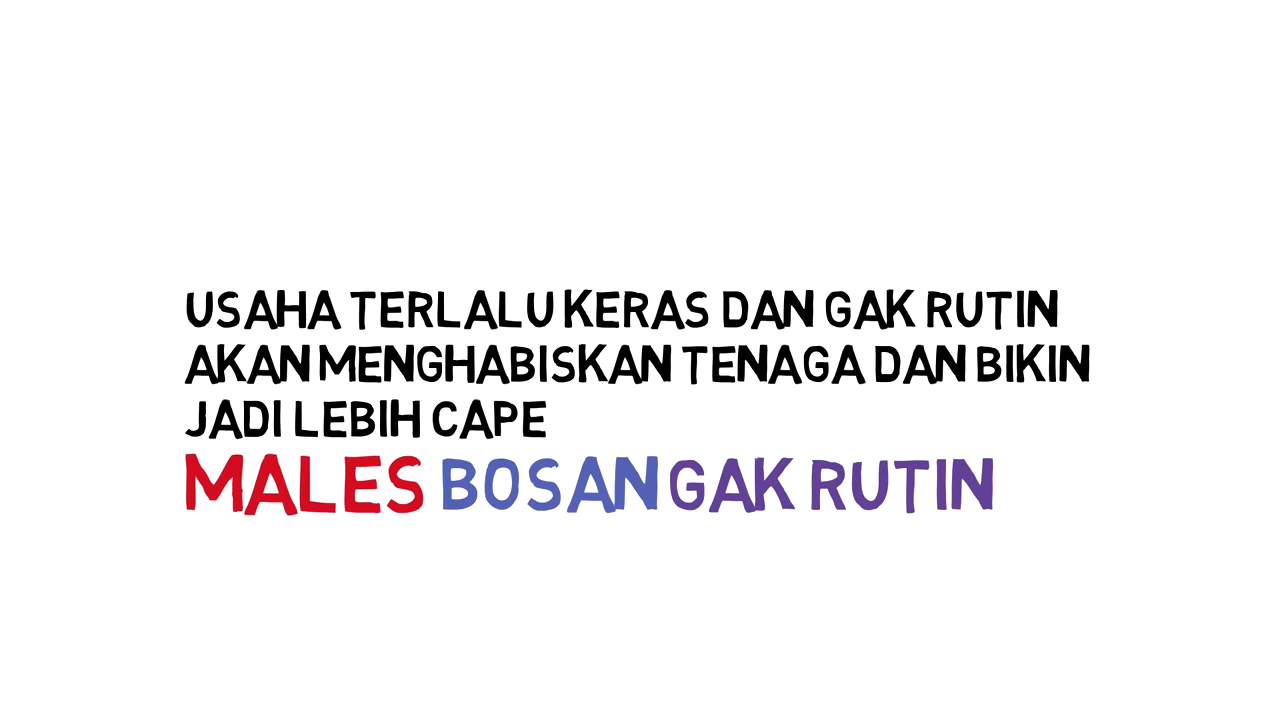 USAHA TERLALU KERAS DAN GAK RUTIN
AKAN MENGHABISKAN TENAGA DAN BIKIN
JADI LEBIH CAPE
MALES BOSAN GAK RUTIN